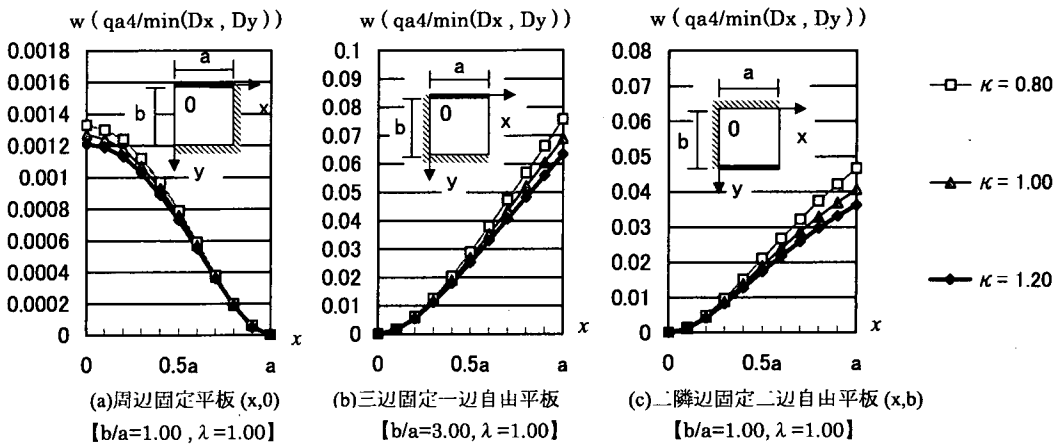 w ( qa4/min(Dx , Dy) )
0.0018
0.0016
0.0014
0.0012
0.001
0.0008
0.0006
0.0004
0.0002
0
a
b
0
x
y
x
0
0.5a
a
(a)周辺固定平板(x,0)
【b/a=1.00 , λ=1.00】
w ( qa4/min(Dx , Dy) )
0.1
0.09
0.08
0.07
0.06
0.05
0.04
0.03
0.02
0.01
0
a
b
0
x
y
x
0
0.5a
a
(b)三辺固定一辺自由平板
【b/a=3.00, λ=1.00】
w ( qa4/min(Dx , Dy) )
0.08
0.07
0.06
0.05
0.04
0.03
0.02
0.01
0
a
b
0
x
y
x
0
0.5a
a
(c)二隣辺固定二辺自由平板(x,b)
【b/a=1.00, λ=1.00】
κ = 0.80
κ = 1.00
κ = 1.20